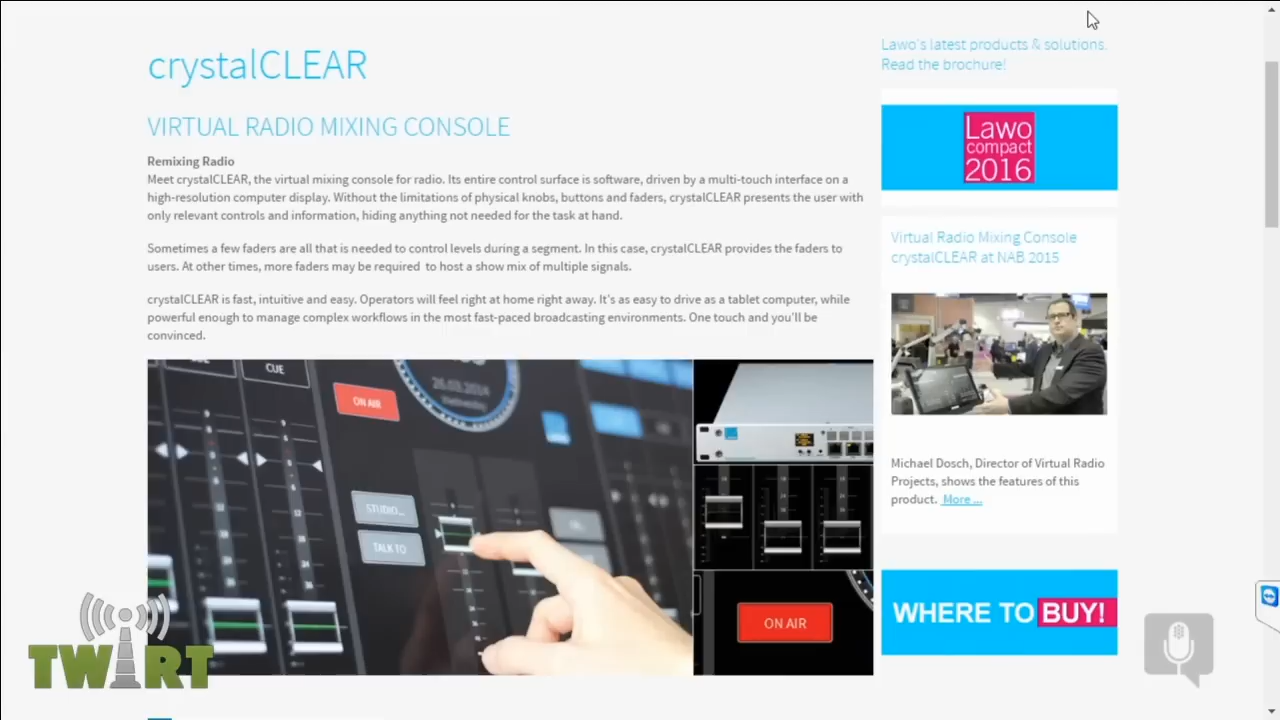 crystalCLEAR
VIRTUAL RADIO MIXING CONSOLE
Remixing Radio
Meet crystalCLEAR, the virtual mixing console for radio. Its entire control surface is software, driven by a multi-touch interface on a
high-resolution computer display. Without the limitations of physical knobs, buttons and faders, crystalCLEAR presents the user with
only relevant controls and information, hiding anything not needed for the task at hand.
Sometimes a few faders are all that is needed to control levels during a segment. In this case, crystalCLEAR provides the faders to
users. At other times, more faders may be required to host a show mix of multiple signals.
crystalCLEAR is fast, intuitive and easy. Operators will feel right at home right away. It's as easy to drive as a tablet computer, while
powerful enough to manage complex workflows in the most fast-paced broadcasting environments. One touch and you'll be
convinced.
CUE
ON AIR
26.03.2014
Wednesday
STUDIO...
TALK TO
ON AIR
TWiRT
Lawo's latest products & solutions.
Read the brochure!
Lawo
compact
2016
Virtual Radio Mixing Console
crystalCLEAR at NAB 2015
Michael Dosch, Director of Virtual Radio
Projects, shows the features of this
product. More ...
WHERE TO BUY!